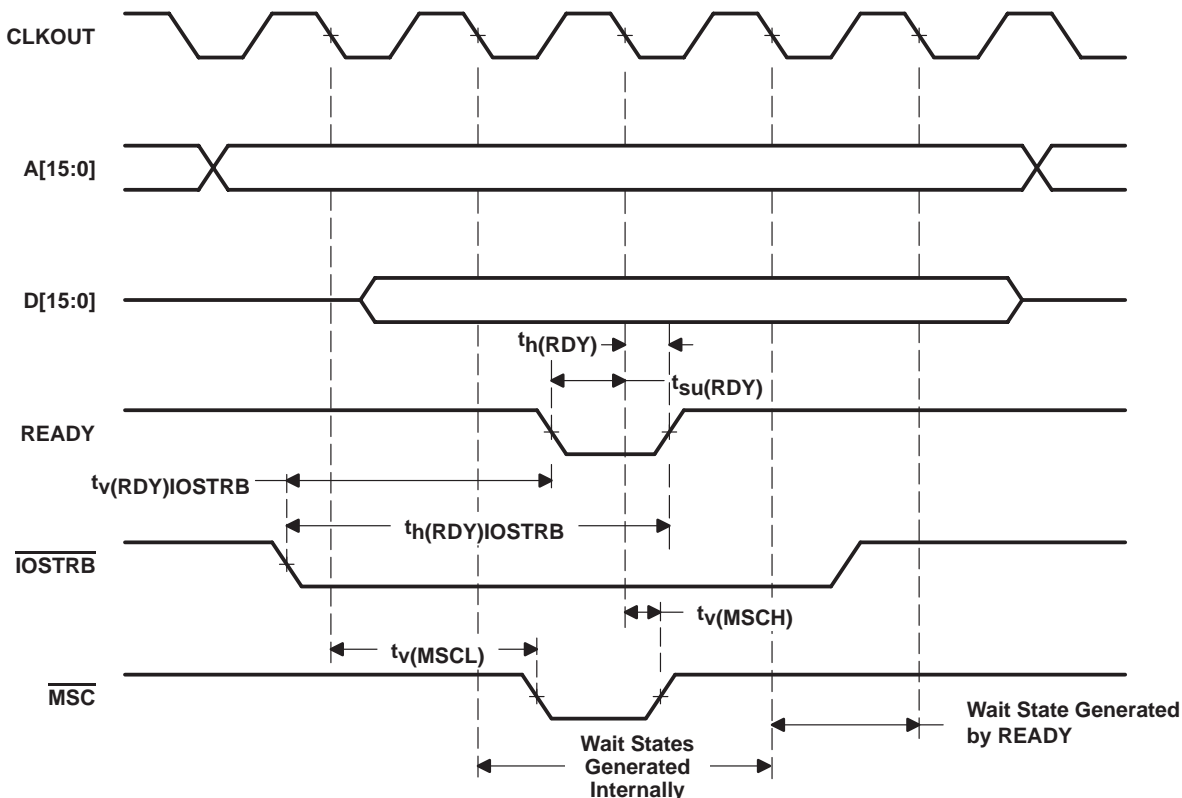 CLKOUT
A[15:0]
D[15:0]
th(RDY)
tsu(RDY)
READY
tv(RDY)IOSTRB
th(RDY)IOSTRB
IOSTRB
tv(MSCH)
tv(MSCL)
MSC
Wait State Generated
by READY
Wait States
Generated
Internally